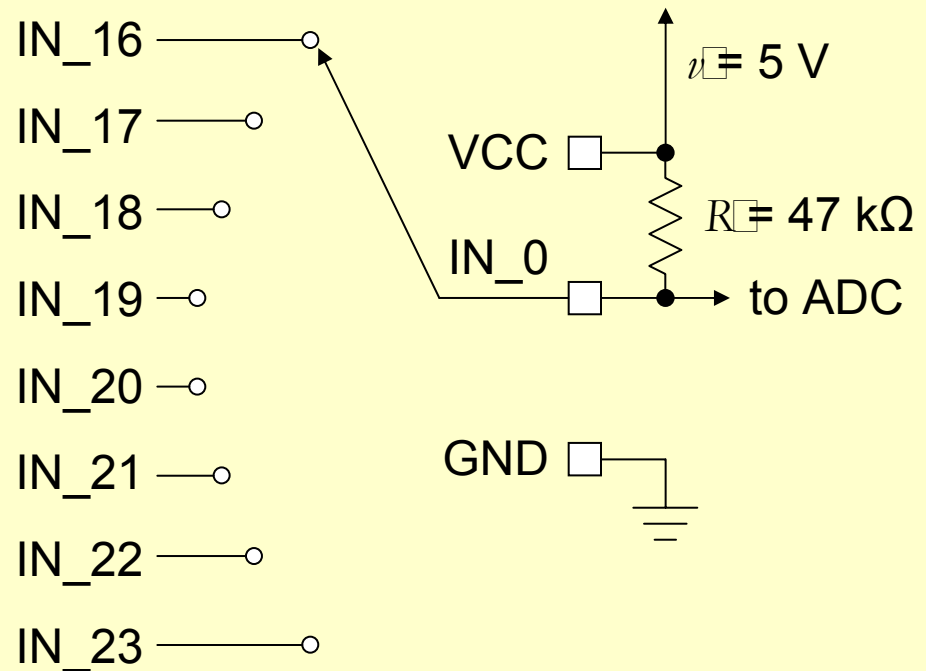 IN_16
IN_17
IN_18
IN_19
IN_20
IN_21
IN_22
IN_23
v = 5 V
VCC
R = 47 kΩ
IN_0
to ADC
GND